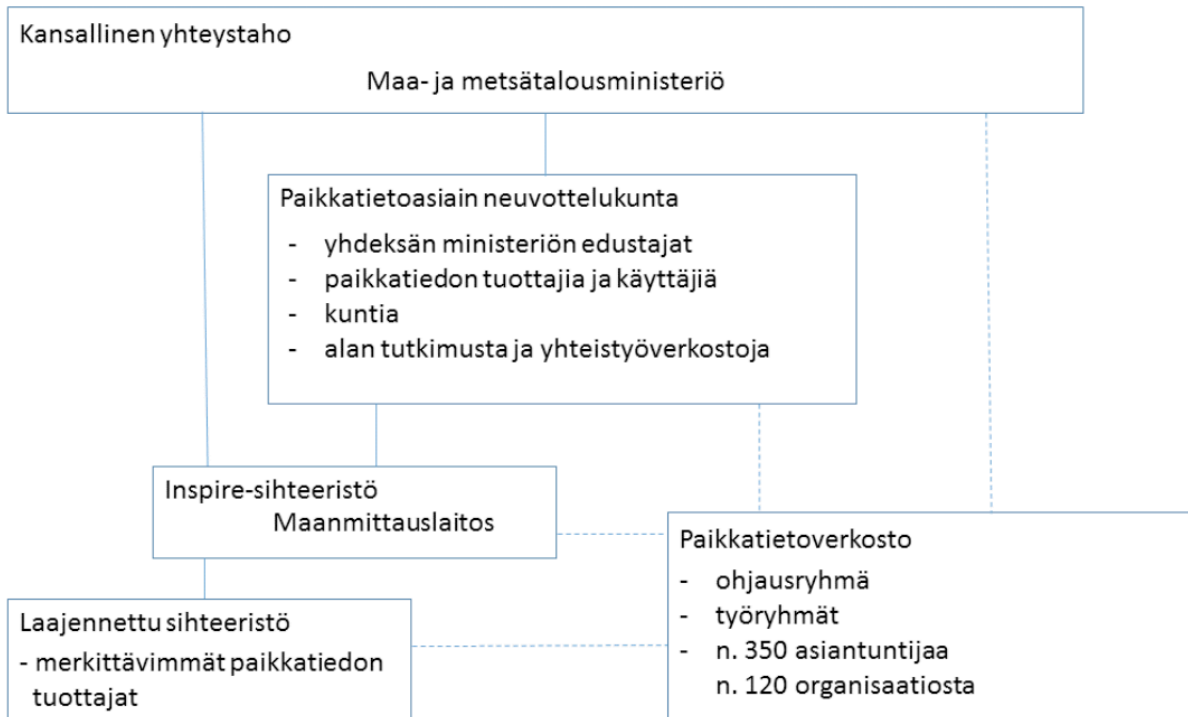 Kansallinen yhteystaho
Maa- ja metsätalousministeriö
Paikkatietoasiain neuvottelukunta
- yhdeksän ministeriön edustajat
- paikkatiedon tuottajia ja käyttäjiä
- kuntia
- alan tutkimusta ja yhteistyöverkostoja
Inspire-sihteeristö
Maanmittauslaitos
Paikkatietoverkosto
- ohjausryhmä
- työryhmät
- n. 350 asiantuntijaa
n. 120 organisaatiosta
Laajennettu sihteeristö
- merkittävimmät paikkatiedon
tuottajat